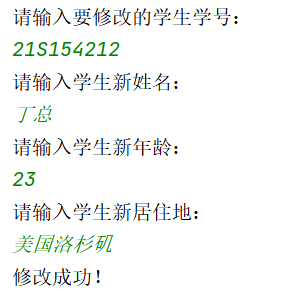 请输入要修改的学生学号：
21S154212
请输入学生新姓名：
丁总
请输入学生新年龄：
23
请输入学生新居住地：
美国洛杉矶
修改成功！